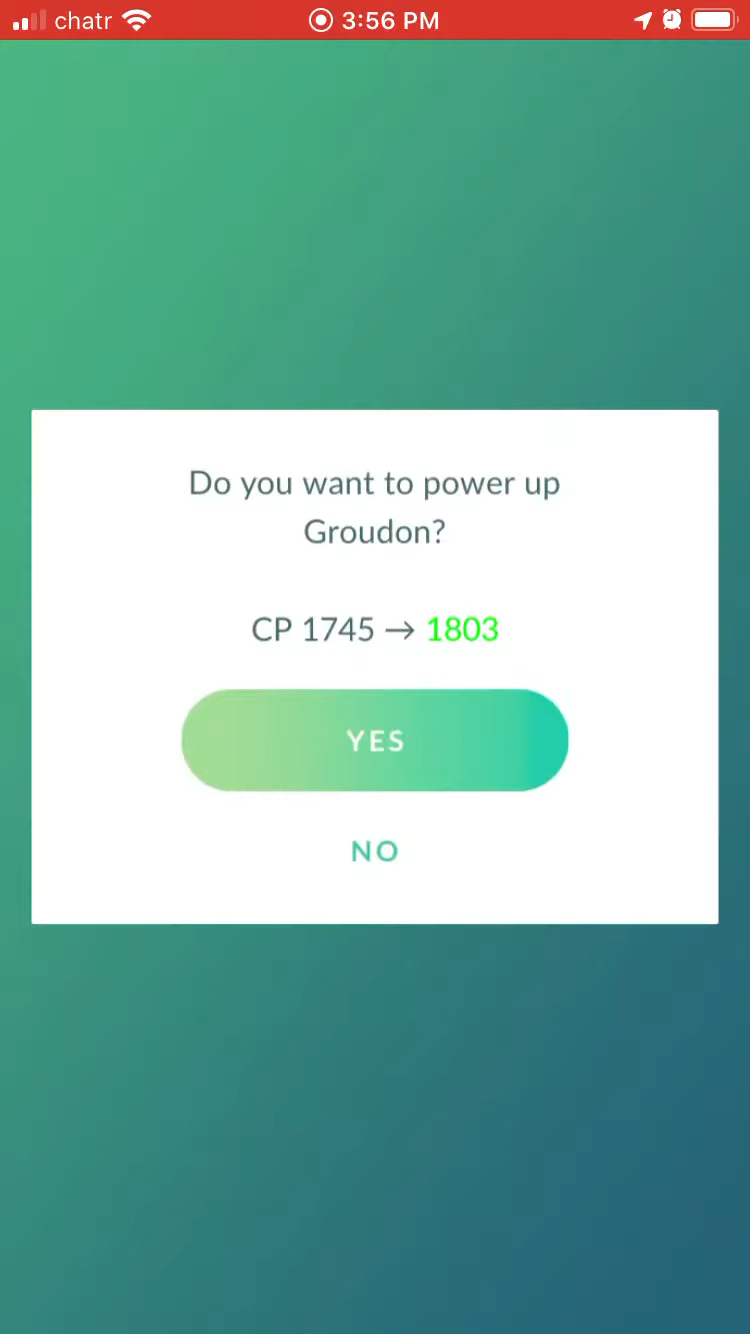 chatr 3:56 PM
Do you want to power up
Groudon?
CP 1745 → 1803
YES
NO